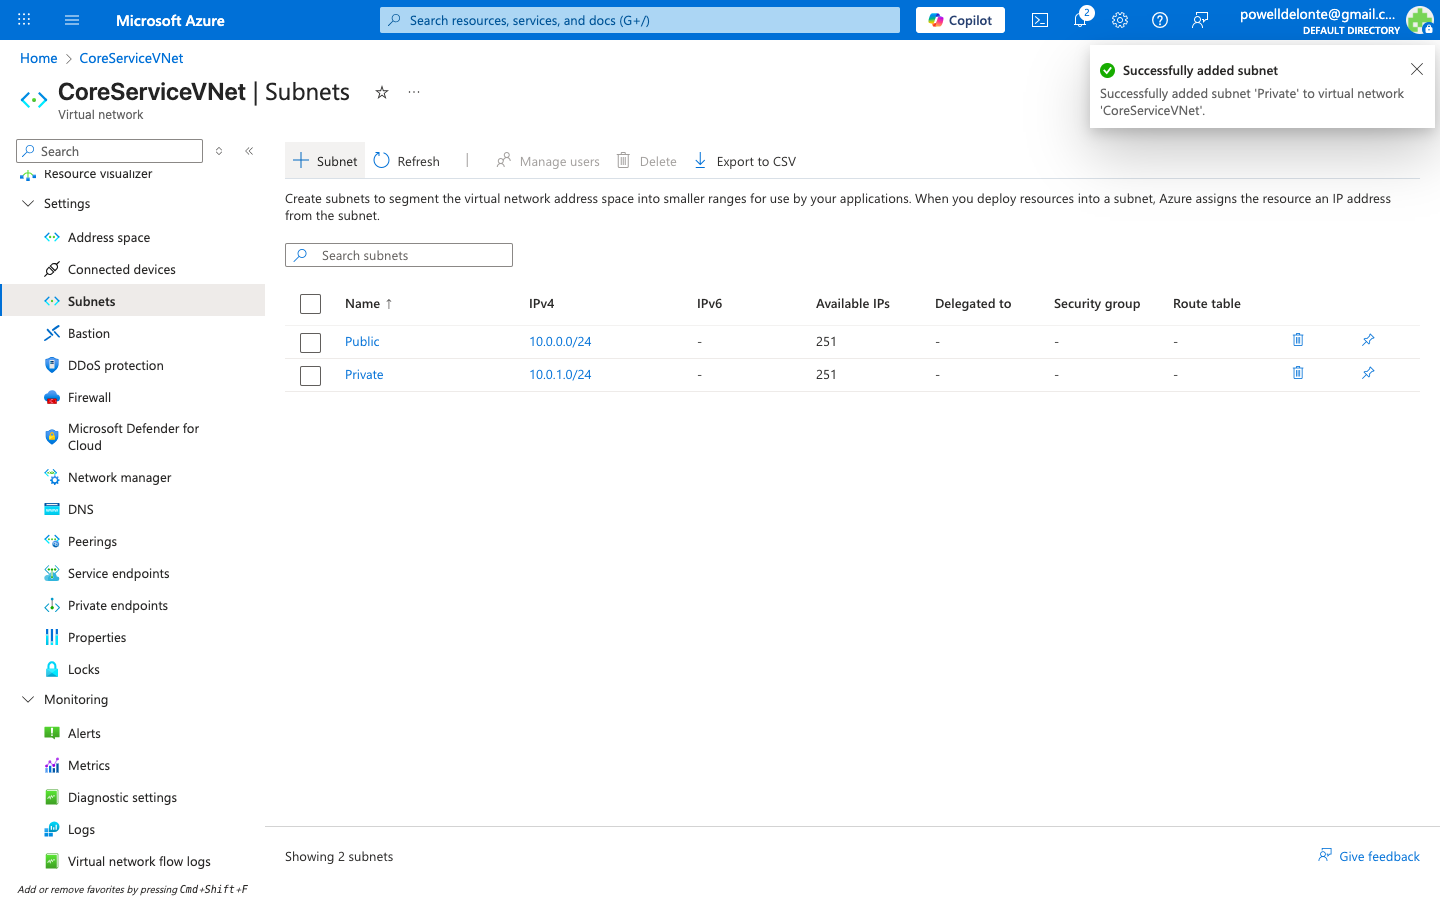 Microsoft Azure
Search resources, services, and docs (G+/)
Copilot
2
powelldelonte@gmail.c...
DEFAULT DIRECTORY
Home > CoreServiceVNet
CoreServiceVNet | Subnets
Virtual network
Successfully added subnet
Successfully added subnet 'Private' to virtual network
'CoreServiceVNet'.
Search
Resource visualizer
Settings
Address space
Connected devices
Subnets
Bastion
DDoS protection
Firewall
Microsoft Defender for
Cloud
Network manager
DNS
Peerings
Service endpoints
Private endpoints
Properties
Locks
Monitoring
Alerts
Metrics
Diagnostic settings
Logs
Virtual network flow logs
Add or remove favorites by pressing Cmd+Shift+F
+ Subnet Refresh | Manage users Delete Export to CSV
Create subnets to segment the virtual network address space into smaller ranges for use by your applications. When you deploy resources into a subnet, Azure assigns the resource an IP address
from the subnet.
Search subnets
Name ↑ IPv4 IPv6 Available IPs Delegated to Security group Route table
Public 10.0.0.0/24 - 251 - - -
Private 10.0.1.0/24 - 251 - - -
Showing 2 subnets
Give feedback